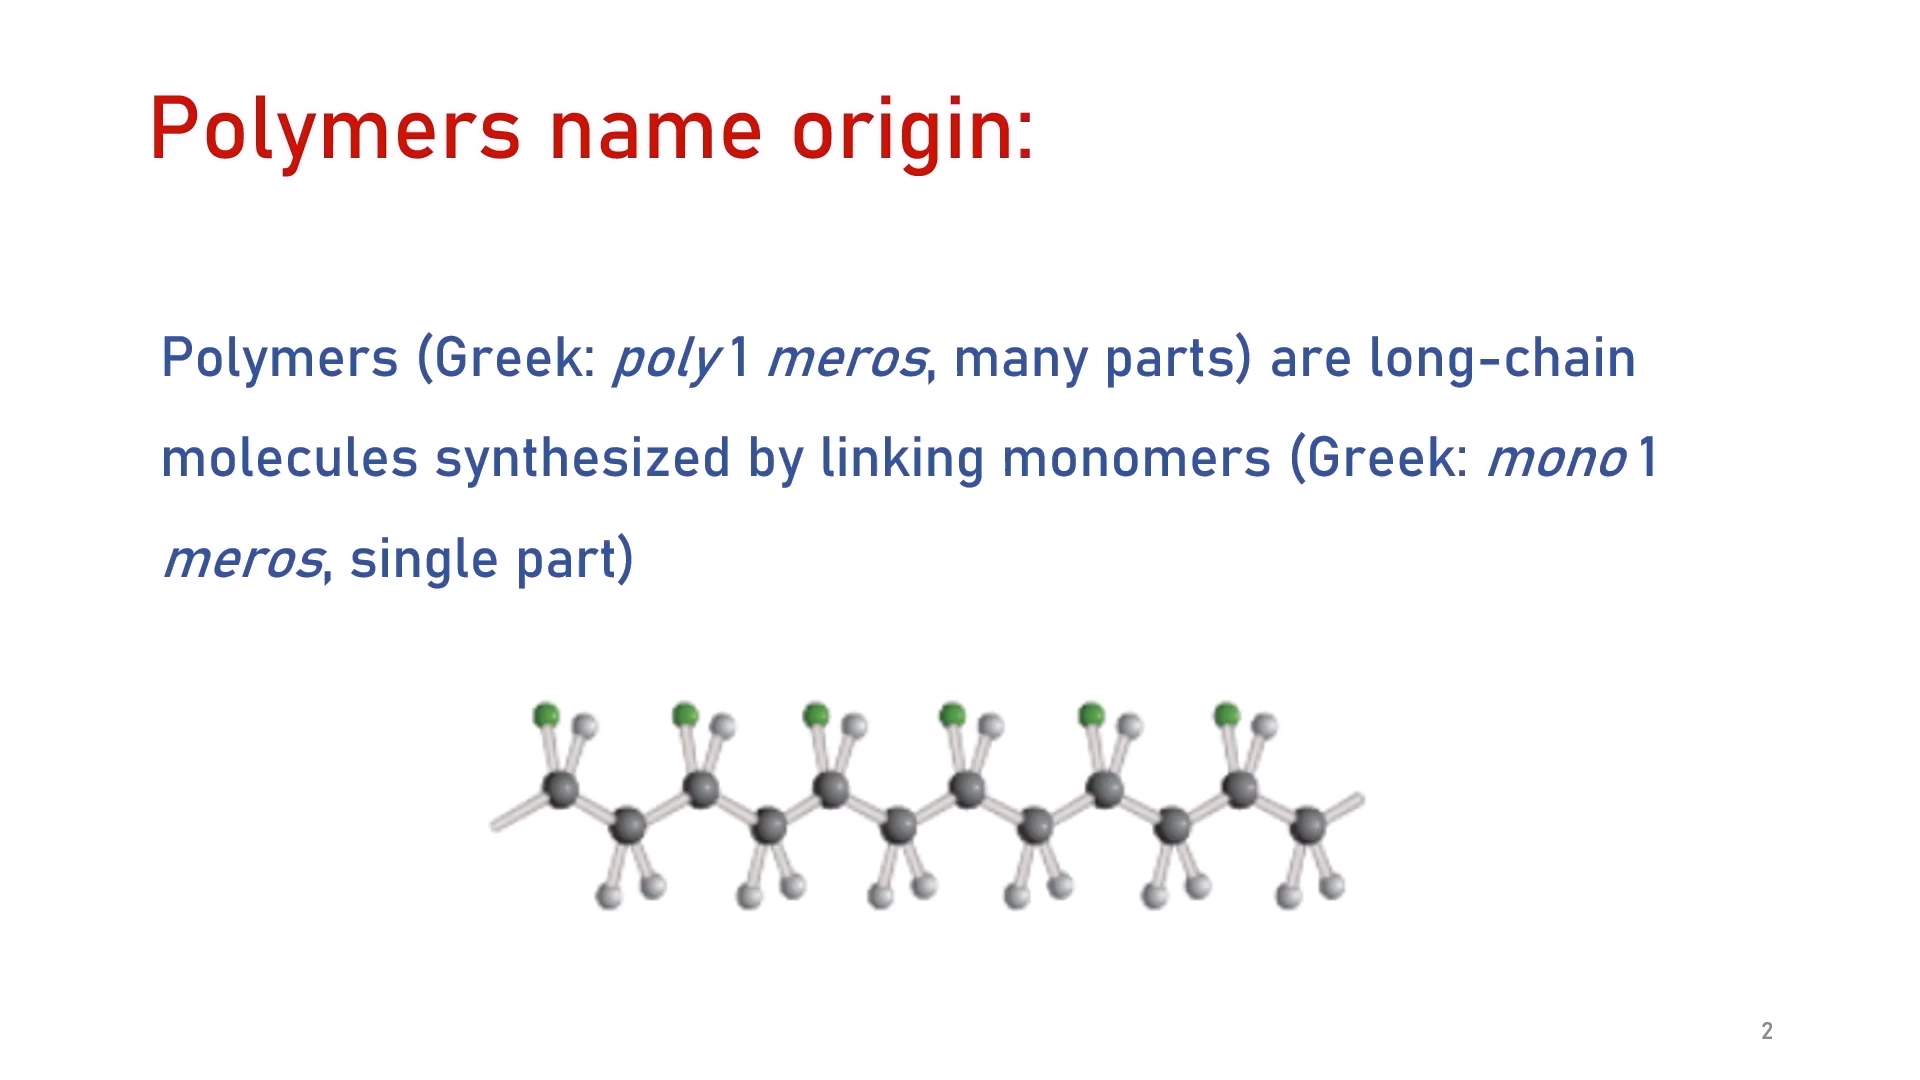 Polymers name origin:
Polymers (Greek: poly 1 meros, many parts) are long-chain
molecules synthesized by linking monomers (Greek: mono 1
meros, single part)
2